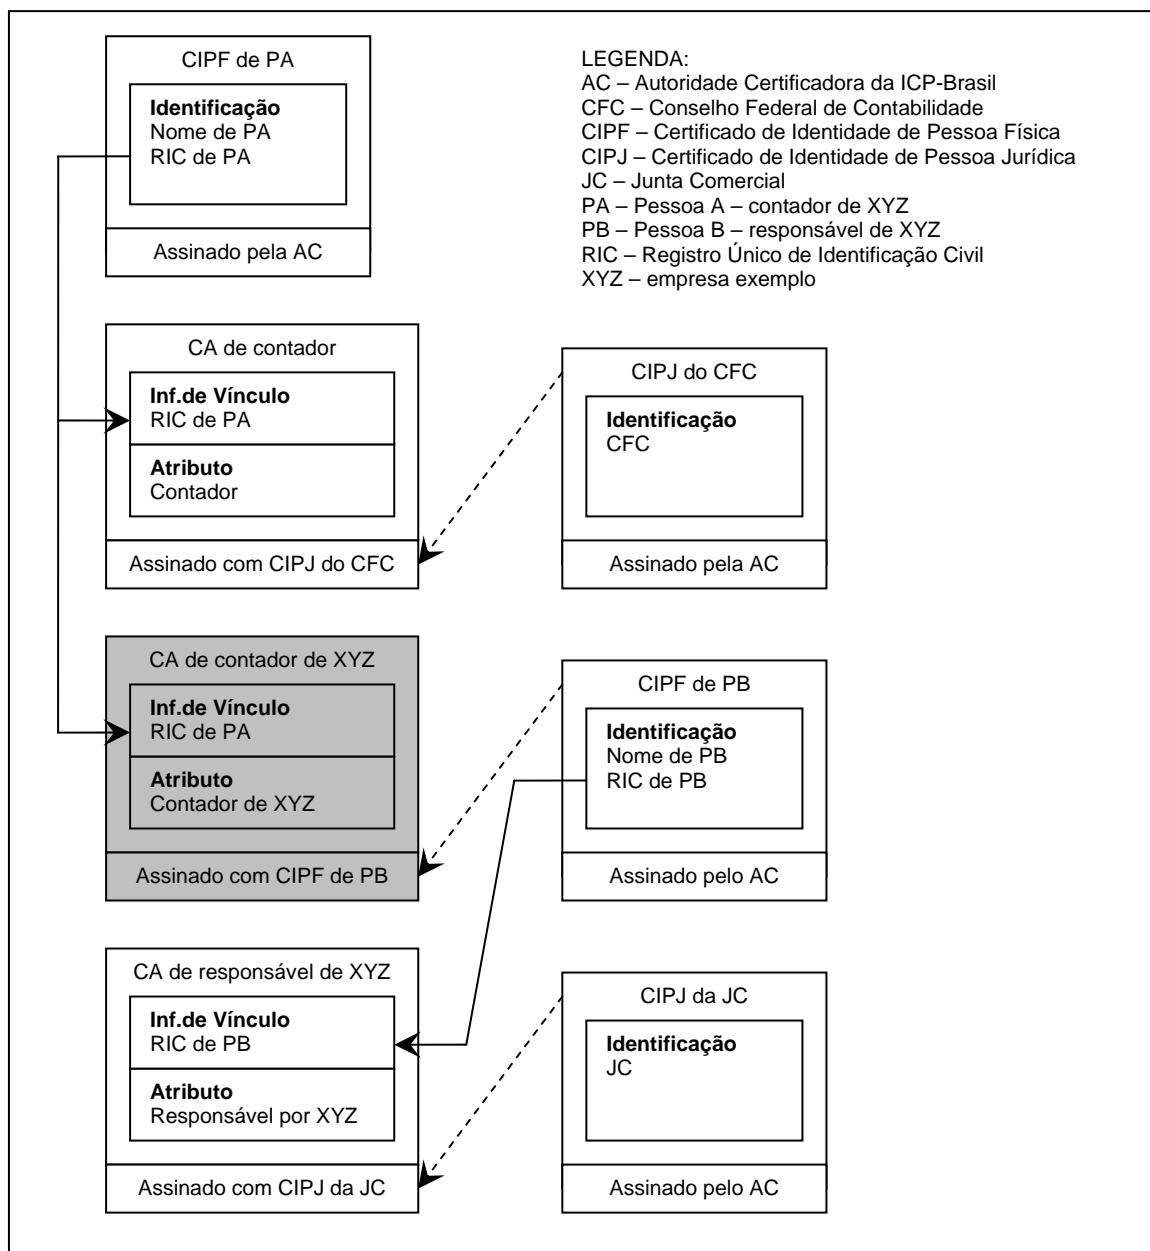 CIPF de PA
Identificação
Nome de PA
RIC de PA
Assinado pela AC
LEGENDA:
AC – Autoridade Certificadora da ICP-Brasil
CFC – Conselho Federal de Contabilidade
CIPF – Certificado de Identidade de Pessoa Física
CIPJ – Certificado de Identidade de Pessoa Jurídica
JC – Junta Comercial
PA – Pessoa A – contador de XYZ
PB – Pessoa B – responsável de XYZ
RIC – Registro Único de Identificação Civil
XYZ – empresa exemplo
CA de contador
Inf.de Vínculo
RIC de PA
Atributo
Contador
Assinado com CIPJ do CFC
CIPJ do CFC
Identificação
CFC
Assinado pela AC
CA de contador de XYZ
Inf.de Vínculo
RIC de PA
Atributo
Contador de XYZ
Assinado com CIPF de PB
CIPF de PB
Identificação
Nome de PB
RIC de PB
Assinado pelo AC
CA de responsável de XYZ
Inf.de Vínculo
RIC de PB
Atributo
Responsável por XYZ
Assinado com CIPJ da JC
CIPJ da JC
Identificação
JC
Assinado pelo AC